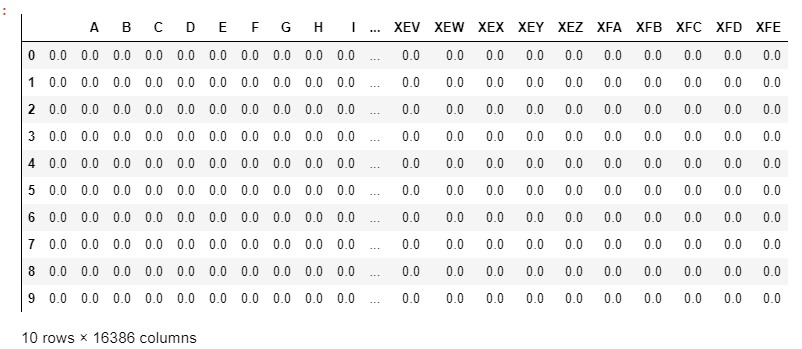 :
A B C D E F G H I ... XEV XEW XEX XEY XEZ XFA XFB XFC XFD XFE
0 0.0 0.0 0.0 0.0 0.0 0.0 0.0 0.0 0.0 0.0 ... 0.0 0.0 0.0 0.0 0.0 0.0 0.0 0.0 0.0 0.0
1 0.0 0.0 0.0 0.0 0.0 0.0 0.0 0.0 0.0 0.0 ... 0.0 0.0 0.0 0.0 0.0 0.0 0.0 0.0 0.0 0.0
2 0.0 0.0 0.0 0.0 0.0 0.0 0.0 0.0 0.0 0.0 ... 0.0 0.0 0.0 0.0 0.0 0.0 0.0 0.0 0.0 0.0
3 0.0 0.0 0.0 0.0 0.0 0.0 0.0 0.0 0.0 0.0 ... 0.0 0.0 0.0 0.0 0.0 0.0 0.0 0.0 0.0 0.0
4 0.0 0.0 0.0 0.0 0.0 0.0 0.0 0.0 0.0 0.0 ... 0.0 0.0 0.0 0.0 0.0 0.0 0.0 0.0 0.0 0.0
5 0.0 0.0 0.0 0.0 0.0 0.0 0.0 0.0 0.0 0.0 ... 0.0 0.0 0.0 0.0 0.0 0.0 0.0 0.0 0.0 0.0
6 0.0 0.0 0.0 0.0 0.0 0.0 0.0 0.0 0.0 0.0 ... 0.0 0.0 0.0 0.0 0.0 0.0 0.0 0.0 0.0 0.0
7 0.0 0.0 0.0 0.0 0.0 0.0 0.0 0.0 0.0 0.0 ... 0.0 0.0 0.0 0.0 0.0 0.0 0.0 0.0 0.0 0.0
8 0.0 0.0 0.0 0.0 0.0 0.0 0.0 0.0 0.0 0.0 ... 0.0 0.0 0.0 0.0 0.0 0.0 0.0 0.0 0.0 0.0
9 0.0 0.0 0.0 0.0 0.0 0.0 0.0 0.0 0.0 0.0 ... 0.0 0.0 0.0 0.0 0.0 0.0 0.0 0.0 0.0 0.0
10 rows × 16386 columns